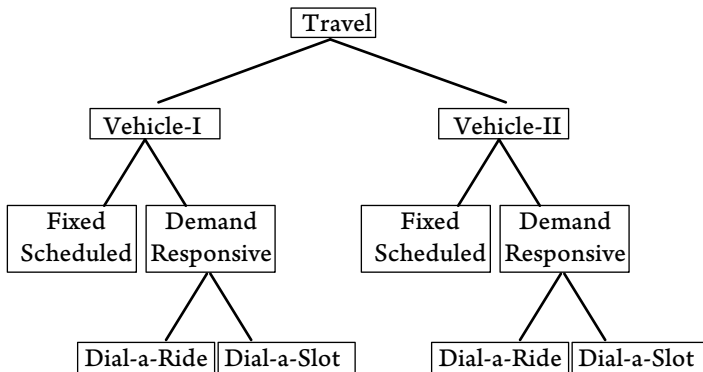 Travel
Vehicle-I
Vehicle-II
Fixed
Scheduled
Demand
Responsive
Fixed
Scheduled
Demand
Responsive
Dial-a-Ride
Dial-a-Slot
Dial-a-Ride
Dial-a-Slot